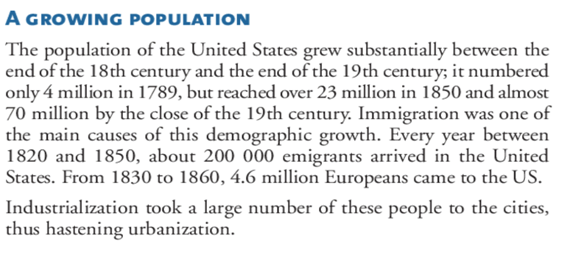 A GROWING POPULATION
The population of the United States grew substantially between the
end of the 18th century and the end of the 19th century; it numbered
only 4 million in 1789, but reached over 23 million in 1850 and almost
70 million by the close of the 19th century. Immigration was one of
the main causes of this demographic growth. Every year between
1820 and 1850, about 200 000 emigrants arrived in the United
States. From 1830 to 1860, 4.6 million Europeans came to the US.
Industrialization took a large number of these people to the cities,
thus hastening urbanization.